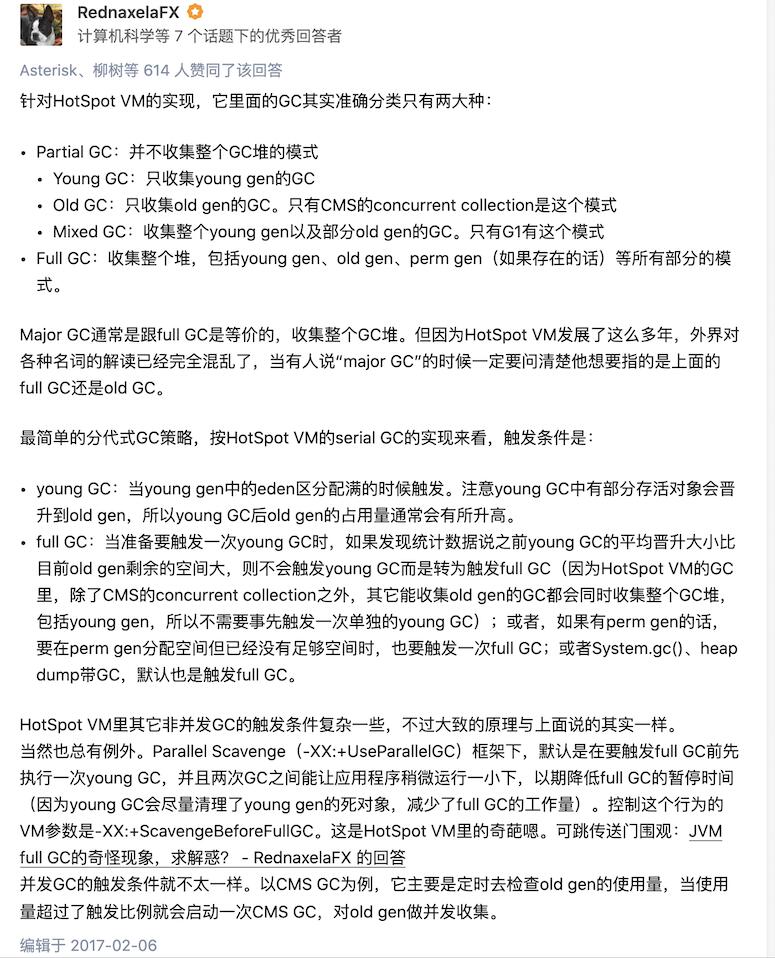 RednaxelaFX
计算机科学等 7 个话题下的优秀回答者
Asterisk、柳树等 614 人赞同了该回答
针对HotSpot VM的实现，它里面的GC其实准确分类只有两大种：
• Partial GC：并不收集整个GC堆的模式
• Young GC：只收集young gen的GC
• Old GC：只收集old gen的GC。只有CMS的concurrent collection是这个模式
• Mixed GC：收集整个young gen以及部分old gen的GC。只有G1有这个模式
• Full GC：收集整个堆，包括young gen、old gen、perm gen（如果存在的话）等所有部分的模
式。
Major GC通常是跟full GC是等价的，收集整个GC堆。但因为HotSpot VM发展了这么多年，外界对
各种名词的解读已经完全混乱了，当有人说“major GC”的时候一定要问清楚他想要指的是上面的
full GC还是old GC。
最简单的分代式GC策略，按HotSpot VM的serial GC的实现来看，触发条件是：
• young GC：当young gen中的eden区分配满的时候触发。注意young GC中有部分存活对象会晋
升到old gen，所以young GC后old gen的占用量通常会有所升高。
• full GC：当准备要触发一次young GC时，如果发现统计数据说之前young GC的平均晋升大小比
目前old gen剩余的空间大，则不会触发young GC而是转为触发full GC（因为HotSpot VM的GC
里，除了CMS的concurrent collection之外，其它能收集old gen的GC都会同时收集整个GC堆，
包括young gen，所以不需要事先触发一次单独的young GC）；或者，如果有perm gen的话，
要在perm gen分配空间但已经没有足够空间时，也要触发一次full GC；或者System.gc()、heap
dump带GC，默认也是触发full GC。
HotSpot VM里其它非并发GC的触发条件复杂一些，不过大致的原理与上面说的其实一样。
当然也总有例外。Parallel Scavenge（-XX:+UseParallelGC）框架下，默认是在要触发full GC前先
执行一次young GC，并且两次GC之间能让应用程序稍微运行一小下，以期降低full GC的暂停时间
（因为young GC会尽量清理了young gen的死对象，减少了full GC的工作量）。控制这个行为的
VM参数是-XX:+ScavengeBeforeFullGC。这是HotSpot VM里的奇葩嗯。可跳传送门围观：JVM
full GC的奇怪现象，求解惑？ - RednaxelaFX 的回答
并发GC的触发条件就不太一样。以CMS GC为例，它主要是定时去检查old gen的使用量，当使用
量超过了触发比例就会启动一次CMS GC，对old gen做并发收集。
编辑于 2017-02-06